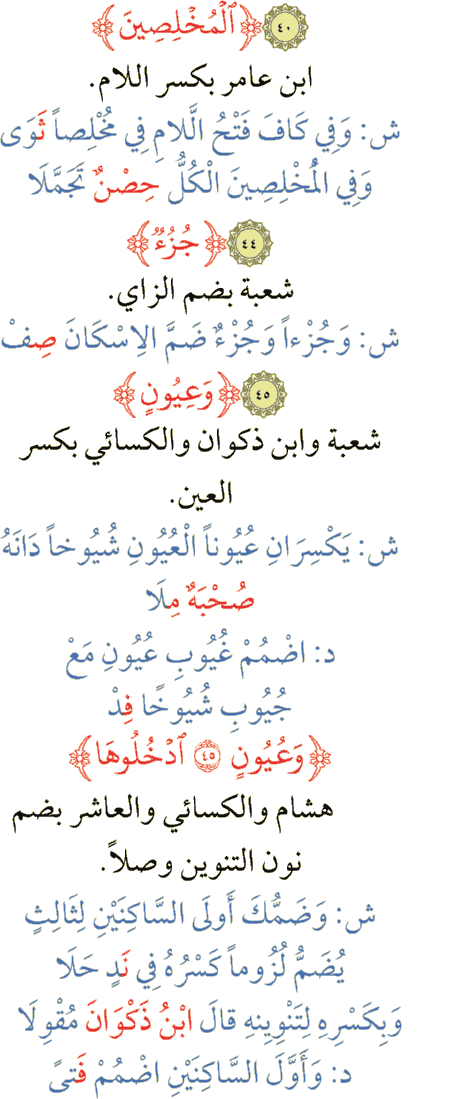 ٤٠ ﴿ٱلْمُخْلِصِينَ﴾
ابن عامر بكسر اللام.
ش: وَفِي كَافَ فَتْحُ الَّلامِ فِي مُخْلِصاً ثَوَى
وَفِي الْمُخْلِصِينَ الْكُلُّ حِصْنٌ تَجَمَّلَا
٤٤ ﴿جُزُءٌ﴾
شعبة بضم الزاي.
ش: وَجُزْءاً وَجُزْءٌ ضَمَّ الِاسْكَانَ صِفْ
٤٥ ﴿وَعِيُونٍ﴾
شعبة وابن ذكوان والكسائي بكسر
العين.
ش: يَكْسِرَانِ عُيُوناً الْعُيُونِ شُيُوخاً دَانَهُ
صُحْبَةٌ مِلَا
د: اضْمُمْ غُيُوبِ عُيُونِ مَعْ
جُيُوبِ شُيُوخًا فِدْ
﴿وَعُيُونٍ ٤٥ ٱدْخُلُوهَا﴾
هشام والكسائي والعاشر بضم
نون التنوين وصلاً.
ش: وَضَمُّكَ أَولَى السَّاكِنَيْنِ لِثَالِثٍ
يُضَمُّ لُزُوماً كَسْرُهُ فِي نَدٍ حَلَا
وَبِكَسْرِهِ لِتَنْوِينِهِ قالَ ابْنُ ذَكْوَانَ مُقْوِلَا
د: وَأَوَّلَ السَّاكِنَيْنِ اضْمُمْ فَتىً